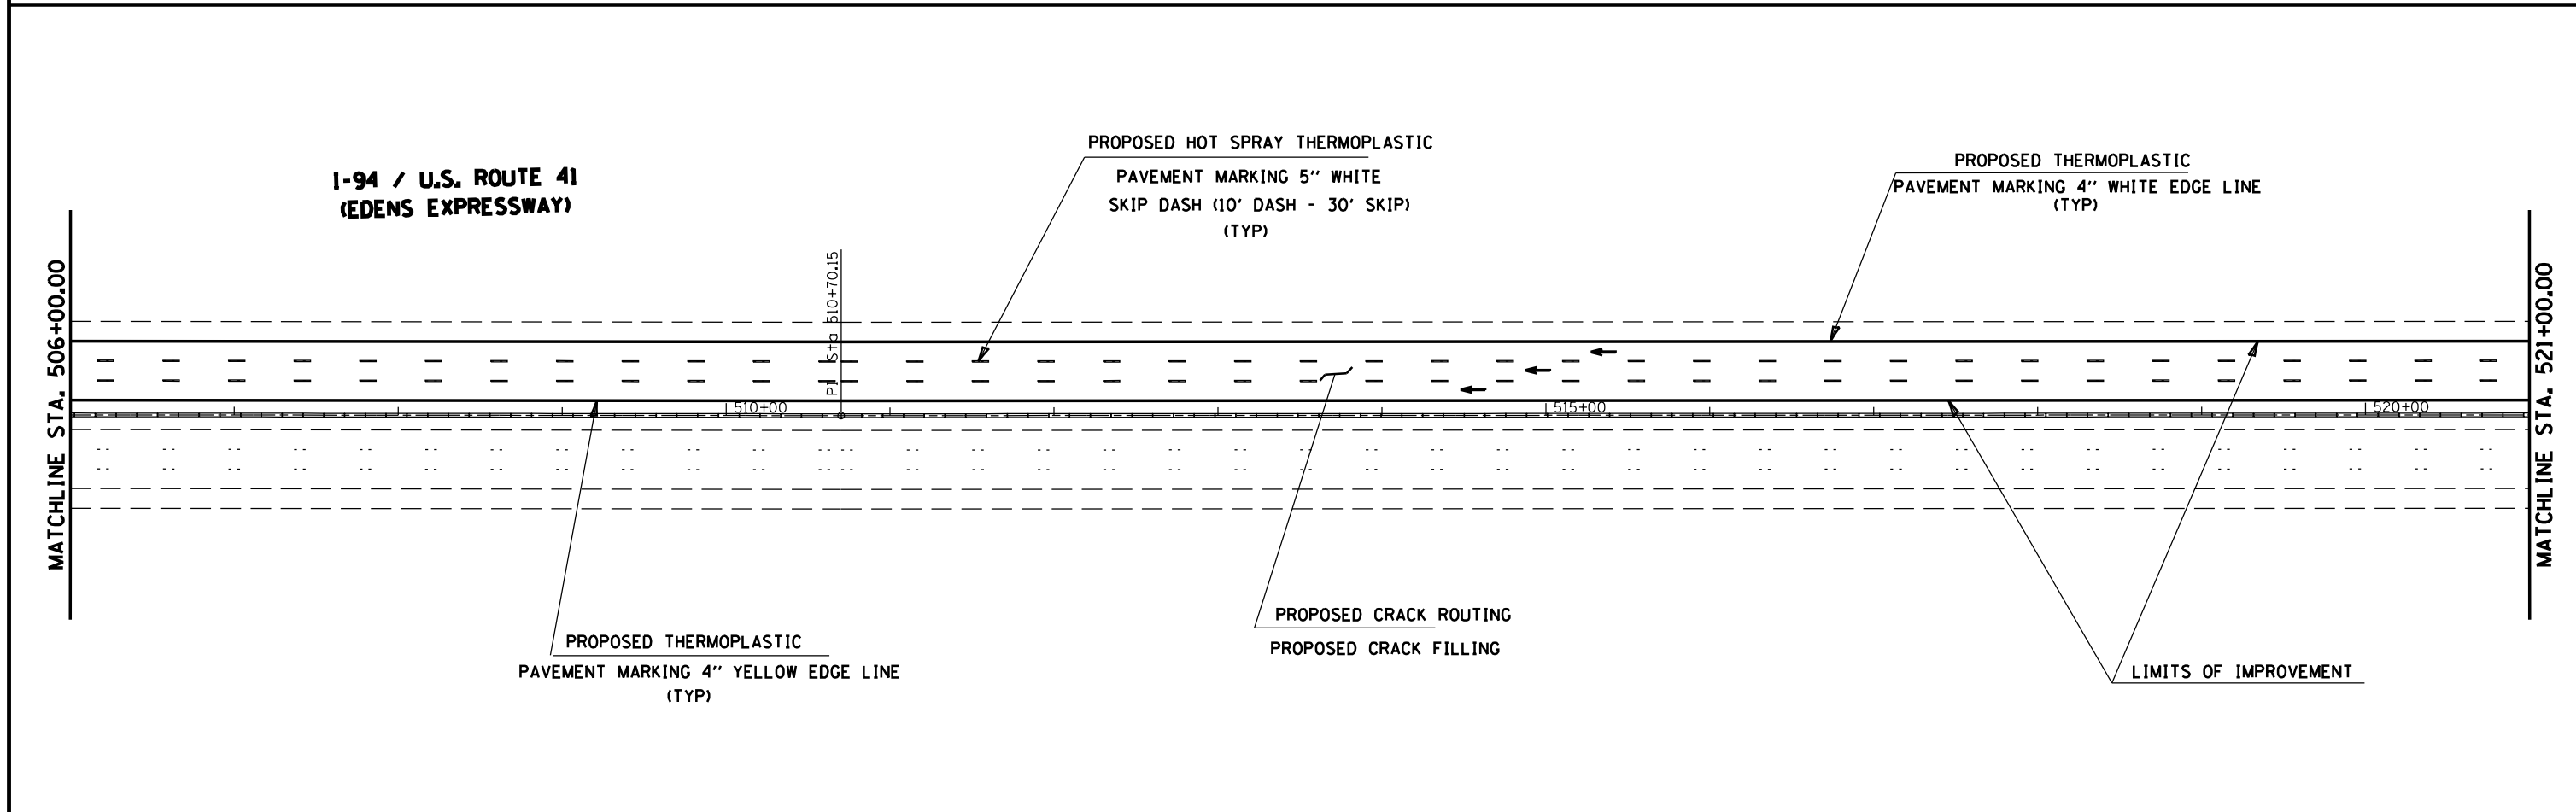 I-94 / U.S. ROUTE 41
(EDENS EXPRESSWAY)
PROPOSED HOT SPRAY THERMOPLASTIC
PAVEMENT MARKING 5'' WHITE
SKIP DASH (10' DASH - 30' SKIP)
(TYP)
PROPOSED THERMOPLASTIC
PAVEMENT MARKING 4'' WHITE EDGE LINE
(TYP)
MATCHLINE STA. 506+00.00
PI Sta 510+70.15
510+00
515+00
520+00
MATCHLINE STA. 521+00.00
PROPOSED THERMOPLASTIC
PAVEMENT MARKING 4'' YELLOW EDGE LINE
(TYP)
PROPOSED CRACK ROUTING
PROPOSED CRACK FILLING
LIMITS OF IMPROVEMENT